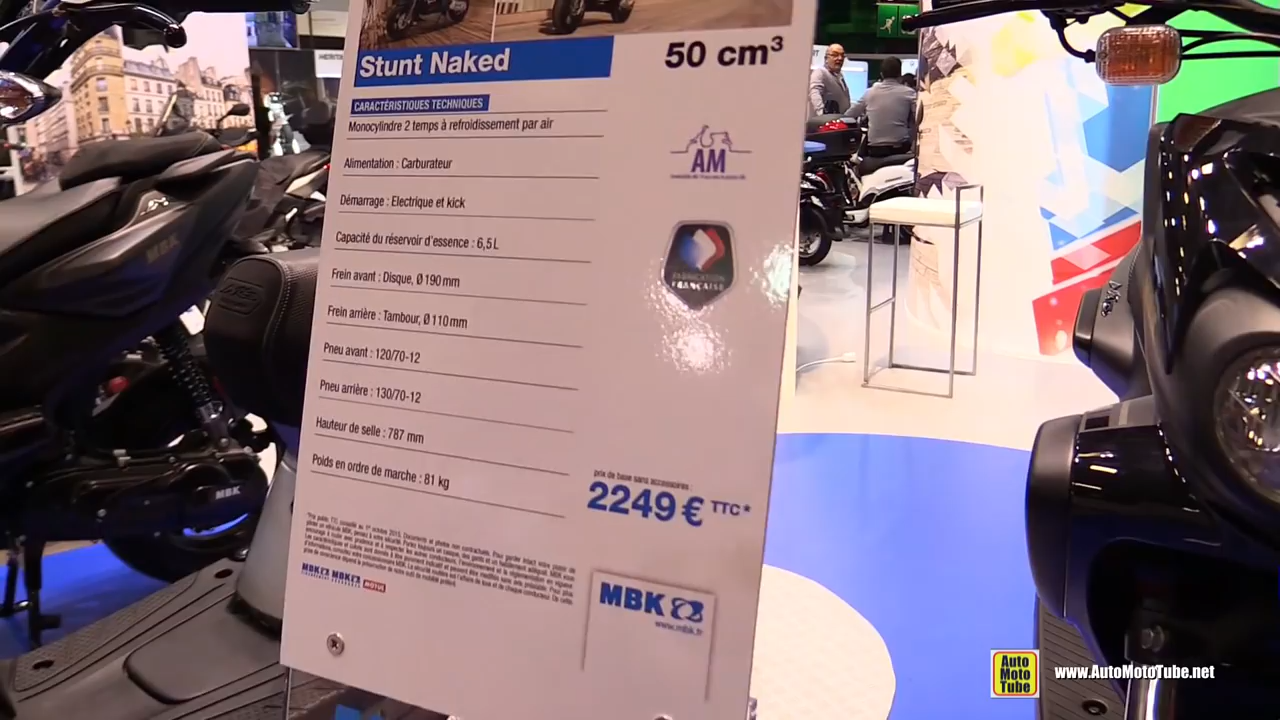 Stunt Naked
50 cm³
CARACTÉRISTIQUES TECHNIQUES
Monocylindre 2 temps à refroidissement par air
Alimentation : Carburateur
Démarrage : Electrique et kick
Capacité du réservoir d'essence : 6,5 L
Frein avant : Disque, Ø 190 mm
Frein arrière : Tambour, Ø 110 mm
Pneu avant : 120/70-12
Pneu arrière : 130/70-12
Hauteur de selle : 787 mm
Poids en ordre de marche : 81 kg
AM
FABRICATION
FRANÇAISE
prix de base sans accessoires :
2249 € TTC*
MBK
www.mbk.fr
MBK
MBK
MBK MBK
MOTUL
Auto
Moto
Tube
www.AutoMotoTube.net